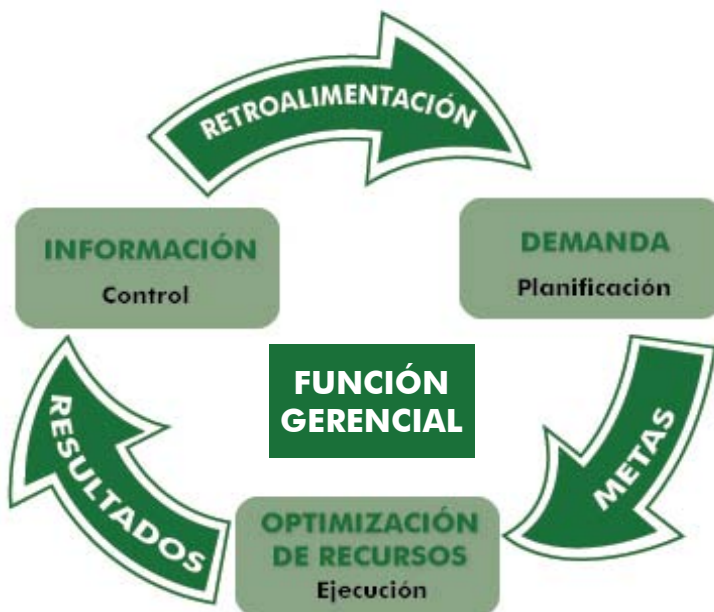 RETROALIMENTACIÓN
INFORMACIÓN
Control
DEMANDA
Planificación
FUNCIÓN
GERENCIAL
METAS
RESULTADOS
OPTIMIZACIÓN
DE RECURSOS
Ejecución